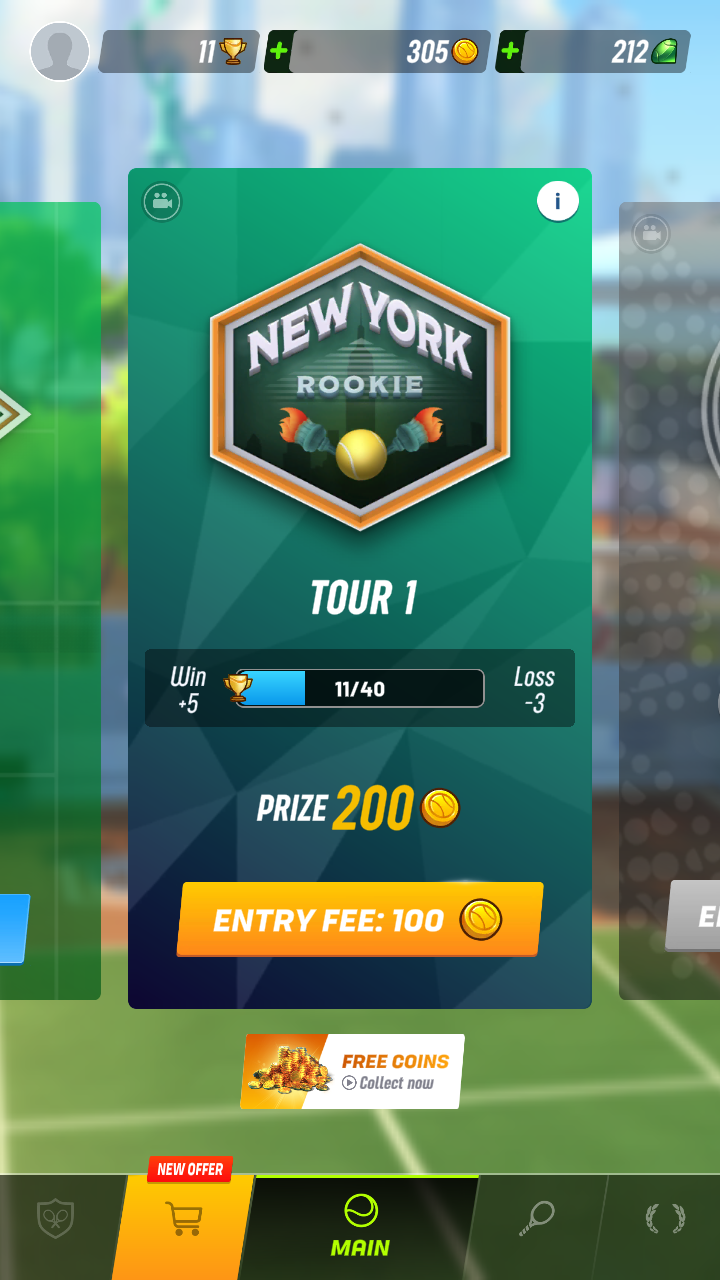 11
305
212
i
NEW YORK
ROOKIE
TOUR 1
Win
+5
11/40
Loss
-3
PRIZE 200
ENTRY FEE: 100
FREE COINS
Collect now
NEW OFFER
MAIN